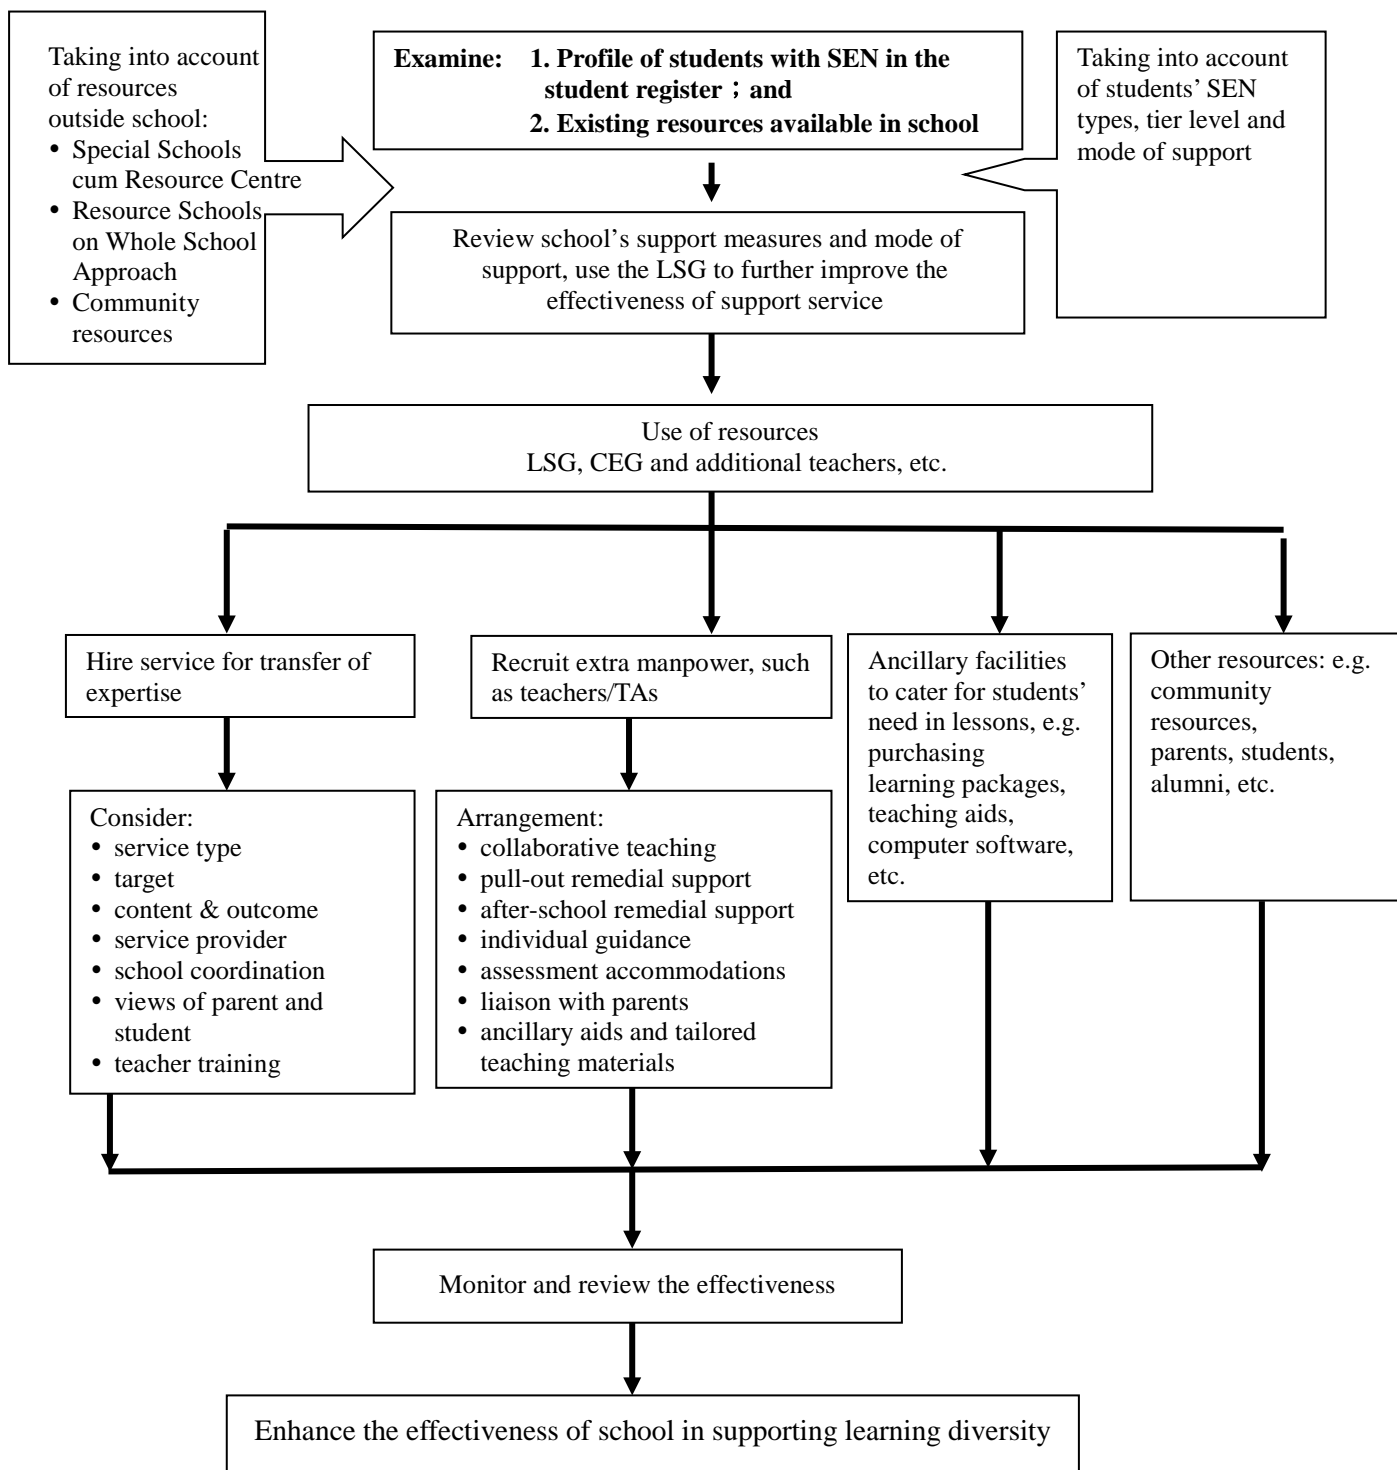 Taking into account
of resources
outside school:
• Special Schools
cum Resource Centre
• Resource Schools
on Whole School
Approach
• Community
resources
Examine: 1. Profile of students with SEN in the
student register；and
2. Existing resources available in school
Taking into account
of students’ SEN
types, tier level and
mode of support
Review school’s support measures and mode of
support, use the LSG to further improve the
effectiveness of support service
Use of resources
LSG, CEG and additional teachers, etc.
Hire service for transfer of
expertise
Recruit extra manpower, such
as teachers/TAs
Ancillary facilities
to cater for students’
need in lessons, e.g.
purchasing
learning packages,
teaching aids,
computer software,
etc.
Other resources: e.g.
community
resources,
parents, students,
alumni, etc.
Consider:
• service type
• target
• content & outcome
• service provider
• school coordination
• views of parent and
student
• teacher training
Arrangement:
• collaborative teaching
• pull-out remedial support
• after-school remedial support
• individual guidance
• assessment accommodations
• liaison with parents
• ancillary aids and tailored
teaching materials
Monitor and review the effectiveness
Enhance the effectiveness of school in supporting learning diversity